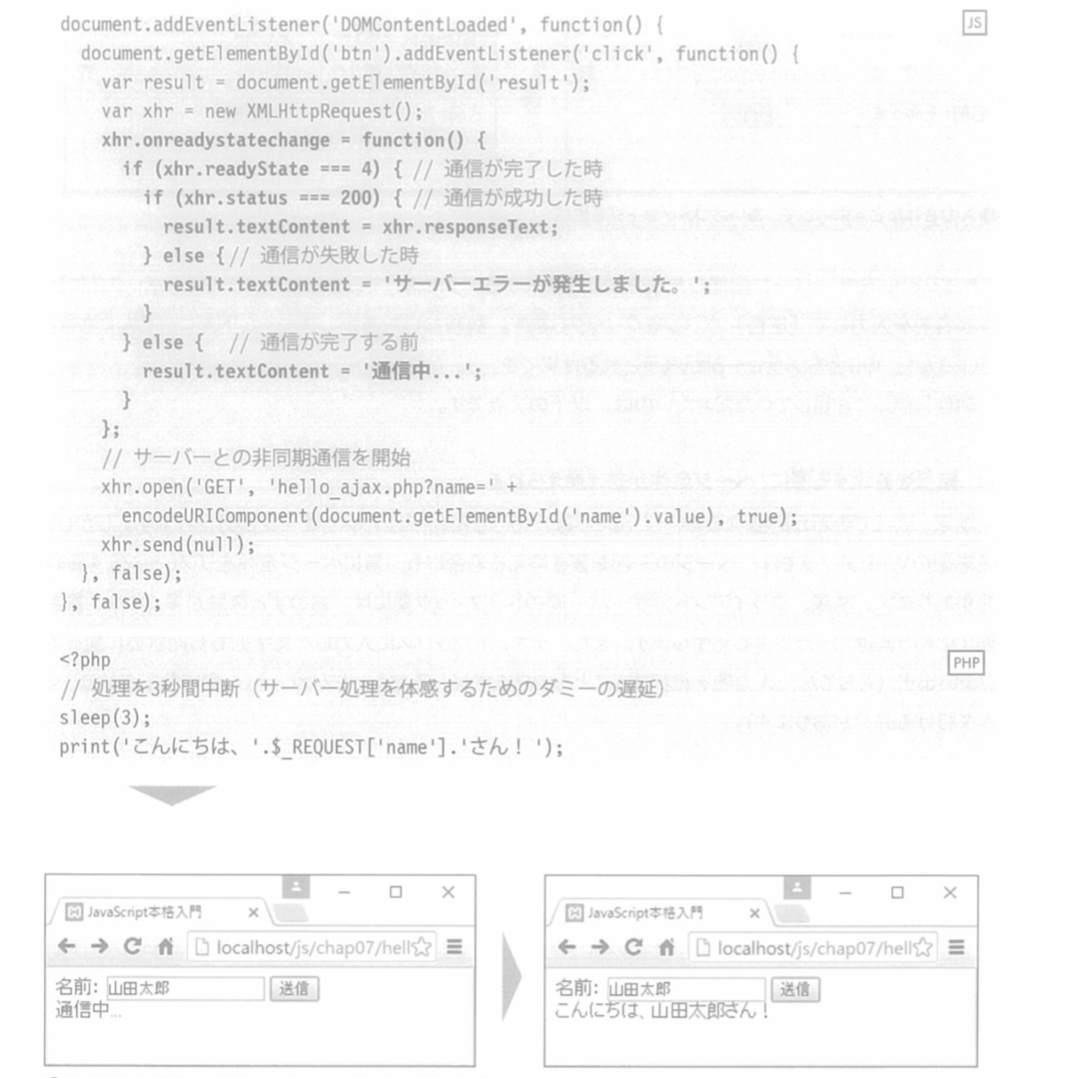 document.addEventListener('DOMContentLoaded', function() {
JS
document.getElementById('btn').addEventListener('click', function() {
var result = document.getElementById('result');
var xhr = new XMLHttpRequest();
xhr.onreadystatechange = function() {
if (xhr.readyState === 4) { // 通信が完了した時
if (xhr.status === 200) { // 通信が成功した時
result.textContent = xhr.responseText;
} else { // 通信が失敗した時
result.textContent = 'サーバーエラーが発生しました。';
}
} else { // 通信が完了する前
result.textContent = '通信中...';
}
};
// サーバーとの非同期通信を開始
xhr.open('GET', 'hello_ajax.php?name=' +
encodeURIComponent(document.getElementById('name').value), true);
xhr.send(null);
}, false);
}, false);
<?php
PHP
// 処理を3秒間中断（サーバー処理を体感するためのダミーの遅延）
sleep(3);
print('こんにちは、'.$_REQUEST['name'].'さん！');
JavaScript本格入門
localhost/js/chap07/hell
名前: 山田太郎 送信
通信中...
JavaScript本格入門
localhost/js/chap07/hell
名前: 山田太郎 送信
こんにちは、山田太郎さん！